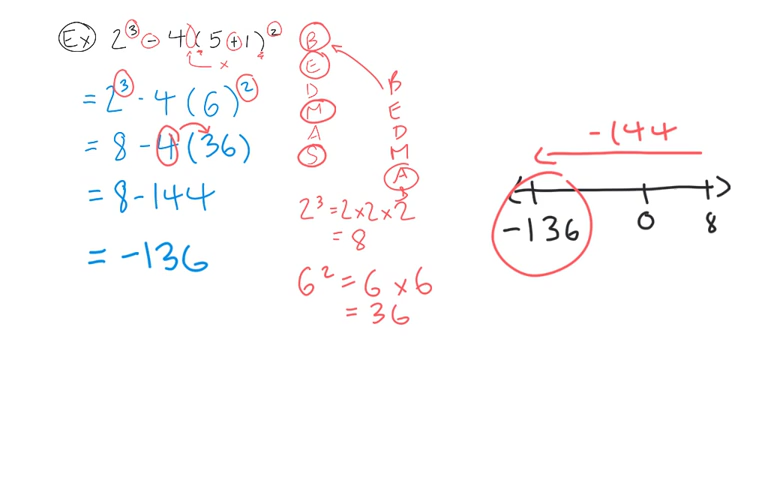 Ex 2³ - 4(5+1)²
= 2³ - 4(6)²
= 8 - 4(36)
= 8 - 144
= -136
B
E
D
M
A
S
B
E
D
M
A
2³ = 2 × 2 × 2
= 8
6² = 6 × 6
= 36
-144
-136 0 8
×